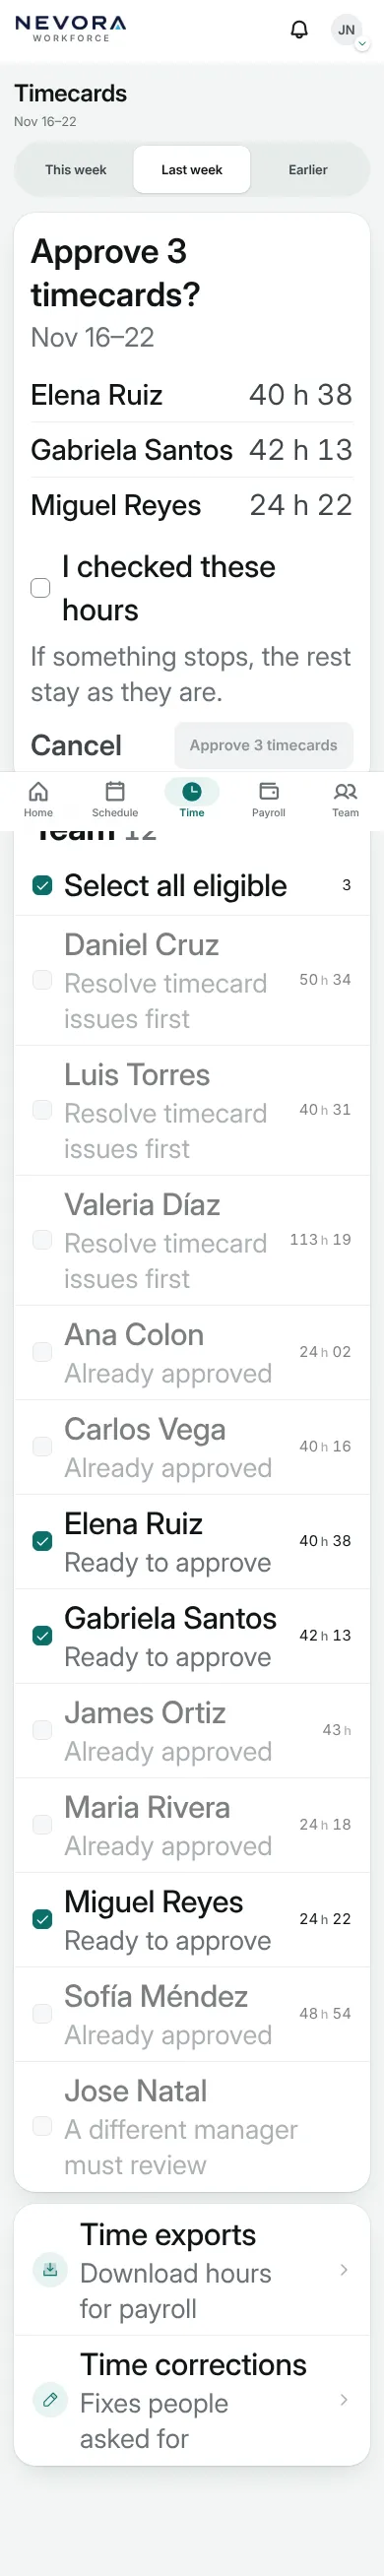 NEVORA
WORKFORCE
JN
Timecards
Nov 16–22
This week
Last week
Earlier
Approve 3
timecards?
Nov 16–22
Elena Ruiz 40 h 38
Gabriela Santos 42 h 13
Miguel Reyes 24 h 22
I checked these
hours
If something stops, the rest
stay as they are.
Cancel
Approve 3 timecards
Home
Schedule
Time
Payroll
Team
Team 12
Select all eligible 3
Daniel Cruz
Resolve timecard
issues first
50 h 34
Luis Torres
Resolve timecard
issues first
40 h 31
Valeria Díaz
Resolve timecard
issues first
113 h 19
Ana Colon
Already approved
24 h 02
Carlos Vega
Already approved
40 h 16
Elena Ruiz
Ready to approve
40 h 38
Gabriela Santos
Ready to approve
42 h 13
James Ortiz
Already approved
43 h
Maria Rivera
Already approved
24 h 18
Miguel Reyes
Ready to approve
24 h 22
Sofía Méndez
Already approved
48 h 54
Jose Natal
A different manager
must review
Time exports
Download hours
for payroll
Time corrections
Fixes people
asked for